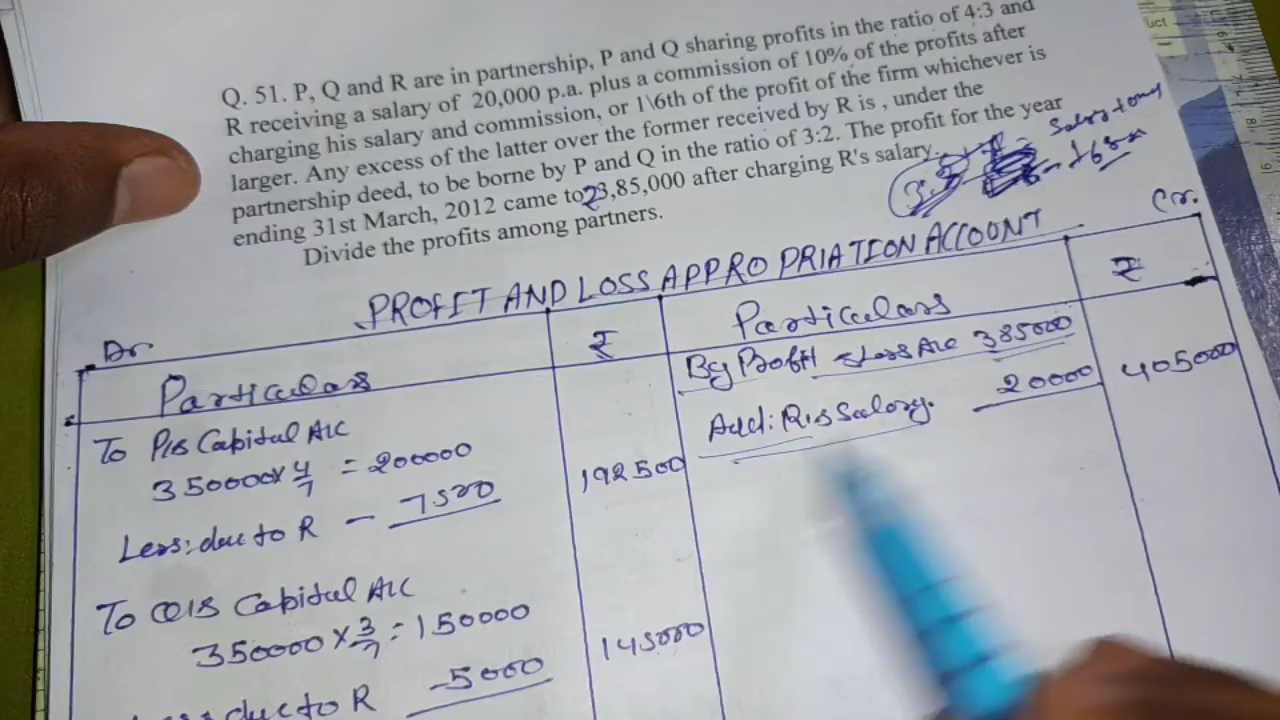 Q. 51. P, Q and R are in partnership, P and Q sharing profits in the ratio of 4:3 and
R receiving a salary of 20,000 p.a. plus a commission of 10% of the profits after
charging his salary and commission, or 1\6th of the profit of the firm whichever is
larger. Any excess of the latter over the former received by R is , under the
partnership deed, to be borne by P and Q in the ratio of 3:2. The profit for the year
ending 31st March, 2012 came to 3,85,000 after charging R's salary.
Divide the profits among partners.
PROFIT AND LOSS APPROPRIATION ACCOUNT
Dr. Cr.
Particulars ₹ Particulars ₹
By Profit & Loss A/c 385000
Add: R's Salary. 20000 405000
To P's Capital A/c
350000 x 4/7 = 200000
Less: due to R - 7500 192500
To Q's Capital A/c
350000 x 3/7 = 150000
due to R - 5000 145000